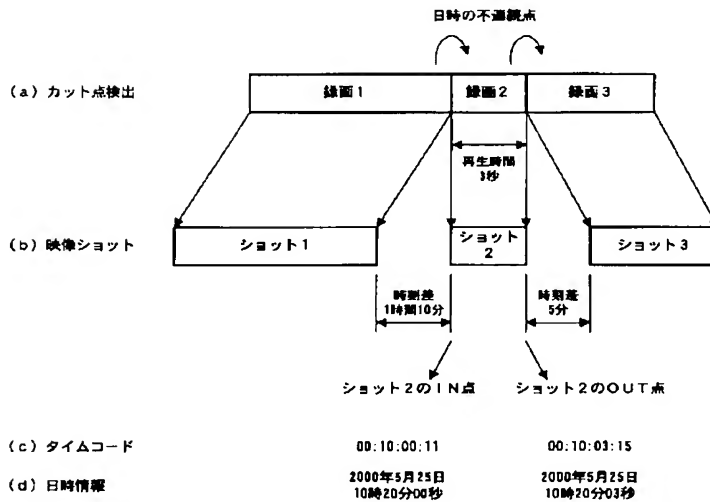 日時の不連続点
(a) カット点検出
録画1
録画2
録画3
再生時間
3秒
(b) 映像ショット
ショット1
ショット
2
ショット3
時刻差
1時間10分
時刻差
5分
ショット2のIN点
ショット2のOUT点
(c) タイムコード
00:10:00:11
00:10:03:15
(d) 日時情報
2000年5月25日
10時20分00秒
2000年5月25日
10時20分03秒